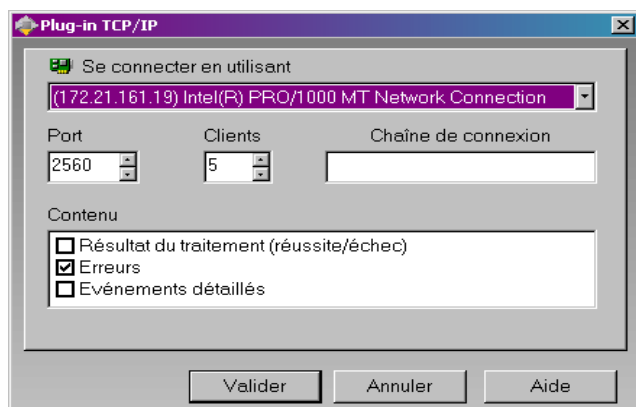 Plug-in TCP/IP
Se connecter en utilisant
(172.21.161.19) Intel(R) PRO/1000 MT Network Connection
Port Clients Chaîne de connexion
2560 5
Contenu
Résultat du traitement (réussite/échec)
Erreurs
Evénements détaillés
Valider Annuler Aide